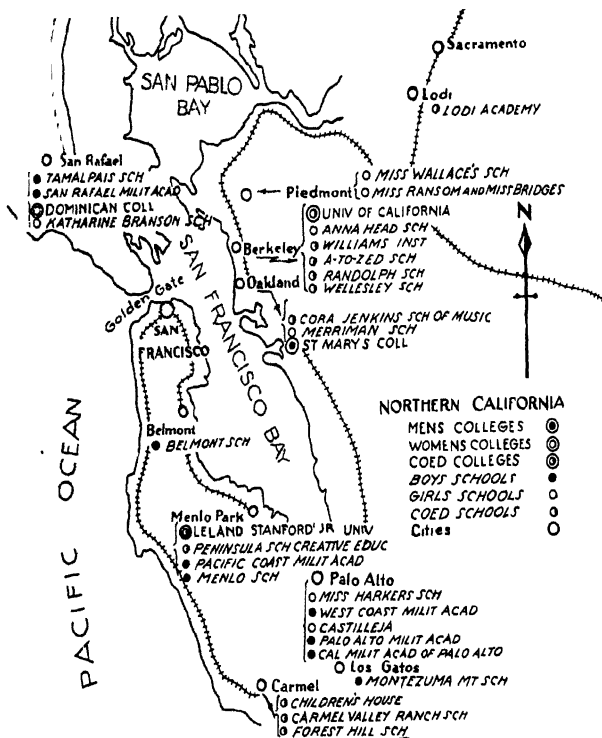 Sacramento
SAN PABLO
BAY
Lodi
LODI ACADEMY
San Rafael
TAMALPAIS SCH
SAN RAFAEL MILIT ACAD
DOMINICAN COLL
KATHARINE BRANSON SCH
Piedmont
MISS WALLACE'S SCH
MISS RANSOM AND MISS BRIDGES
Berkeley
UNIV OF CALIFORNIA
ANNA HEAD SCH
WILLIAMS INST
A-TO-ZED SCH
RANDOLPH SCH
WELLESLEY SCH
N
Oakland
CORA JENKINS SCH OF MUSIC
MERRIMAN SCH
ST MARY'S COLL
SAN FRANCISCO BAY
Golden Gate
SAN
FRANCISCO
PACIFIC OCEAN
Belmont
BELMONT SCH
NORTHERN CALIFORNIA
MENS COLLEGES
WOMENS COLLEGES
COED COLLEGES
BOYS SCHOOLS
GIRLS SCHOOLS
COED SCHOOLS
Cities
Menlo Park
LELAND STANFORD JR UNIV
PENINSULA SCH CREATIVE EDUC
PACIFIC COAST MILIT ACAD
MENLO SCH
Palo Alto
MISS HARKERS SCH
WEST COAST MILIT ACAD
CASTILLEJA
PALO ALTO MILIT ACAD
CAL MILIT ACAD OF PALO ALTO
Los Gatos
MONTEZUMA MT SCH
Carmel
CHILDREN'S HOUSE
CARMEL VALLEY RANCH SCH
FOREST HILL SCH